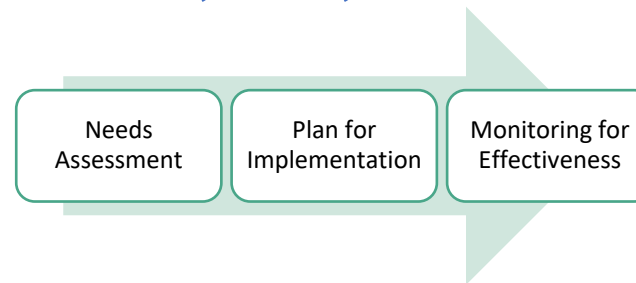 Needs
Assessment
Plan for
Implementation
Monitoring for
Effectiveness